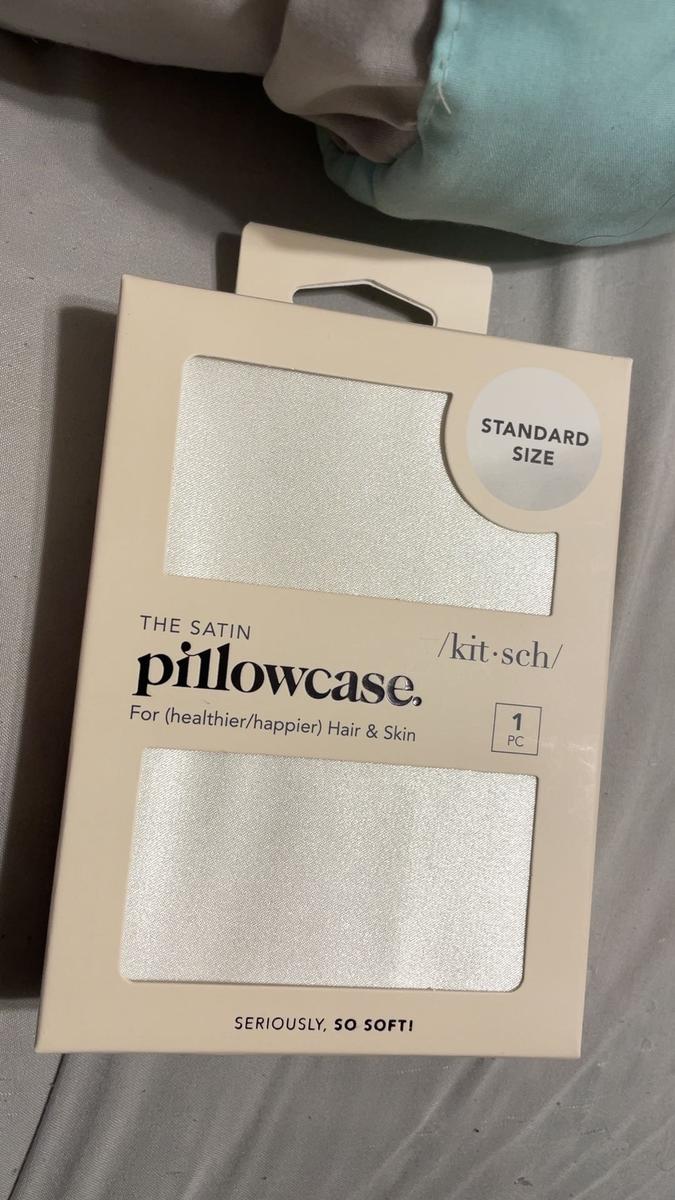 STANDARD
SIZE
THE SATIN
pillowcase.
For (healthier/happier) Hair & Skin
/kit·sch/
1
PC
SERIOUSLY, SO SOFT!